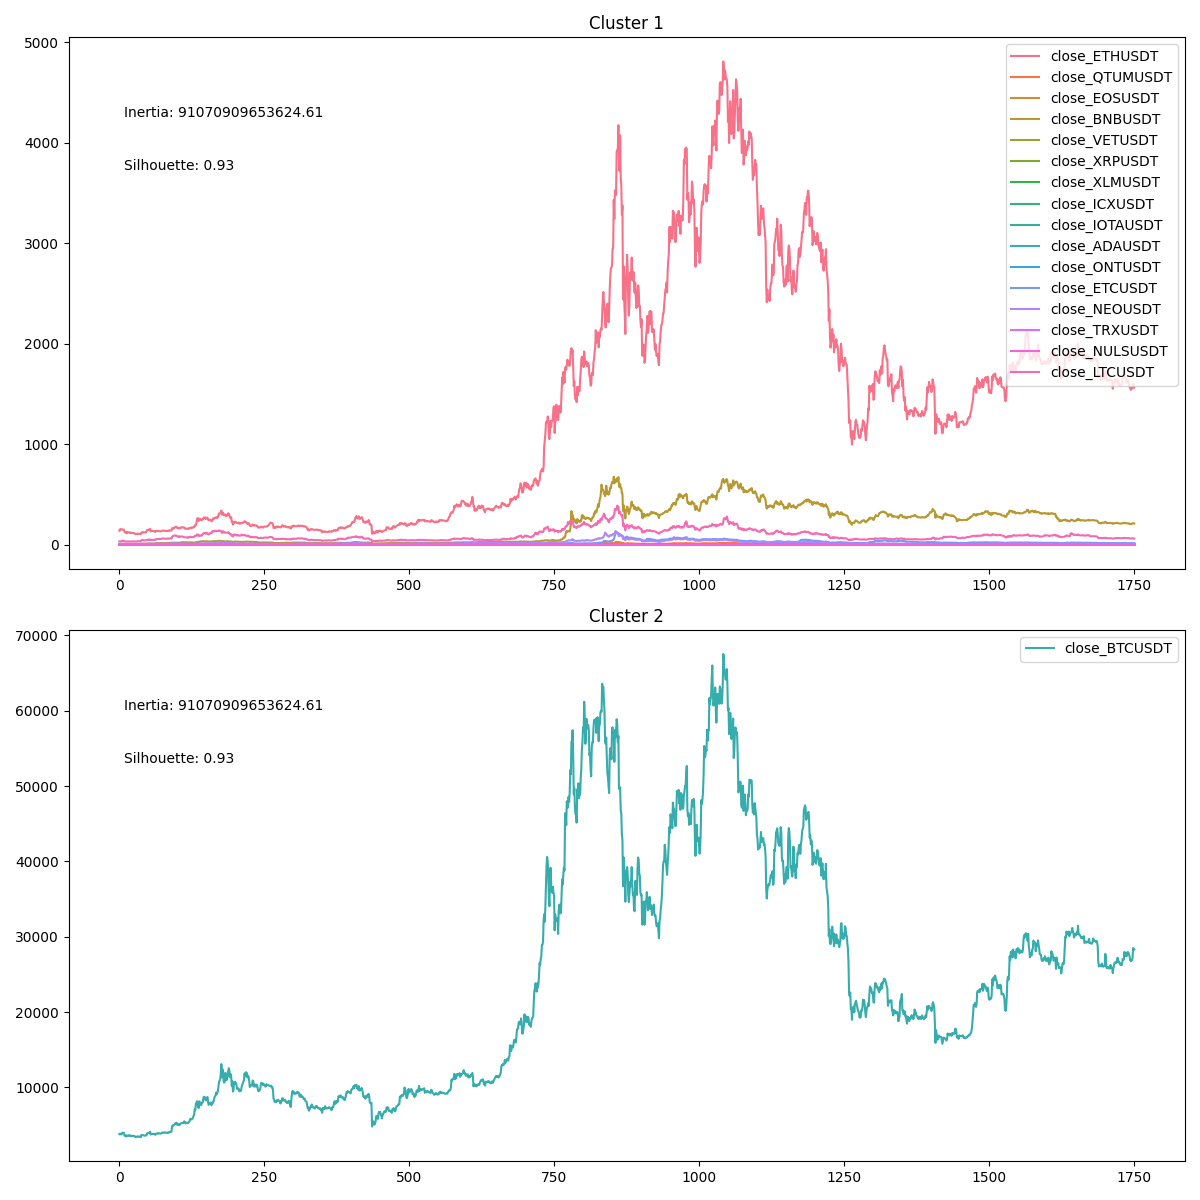 Cluster 1
5000
4000
3000
2000
1000
0
Inertia: 91070909653624.61
Silhouette: 0.93
close_ETHUSDT
close_QTUMUSDT
close_EOSUSDT
close_BNBUSDT
close_VETUSDT
close_XRPUSDT
close_XLMUSDT
close_ICXUSDT
close_IOTAUSDT
close_ADAUSDT
close_ONTUSDT
close_ETCUSDT
close_NEOUSDT
close_TRXUSDT
close_NULSUSDT
close_LTCUSDT
0 250 500 750 1000 1250 1500 1750
Cluster 2
70000
60000
50000
40000
30000
20000
10000
Inertia: 91070909653624.61
Silhouette: 0.93
close_BTCUSDT
0 250 500 750 1000 1250 1500 1750